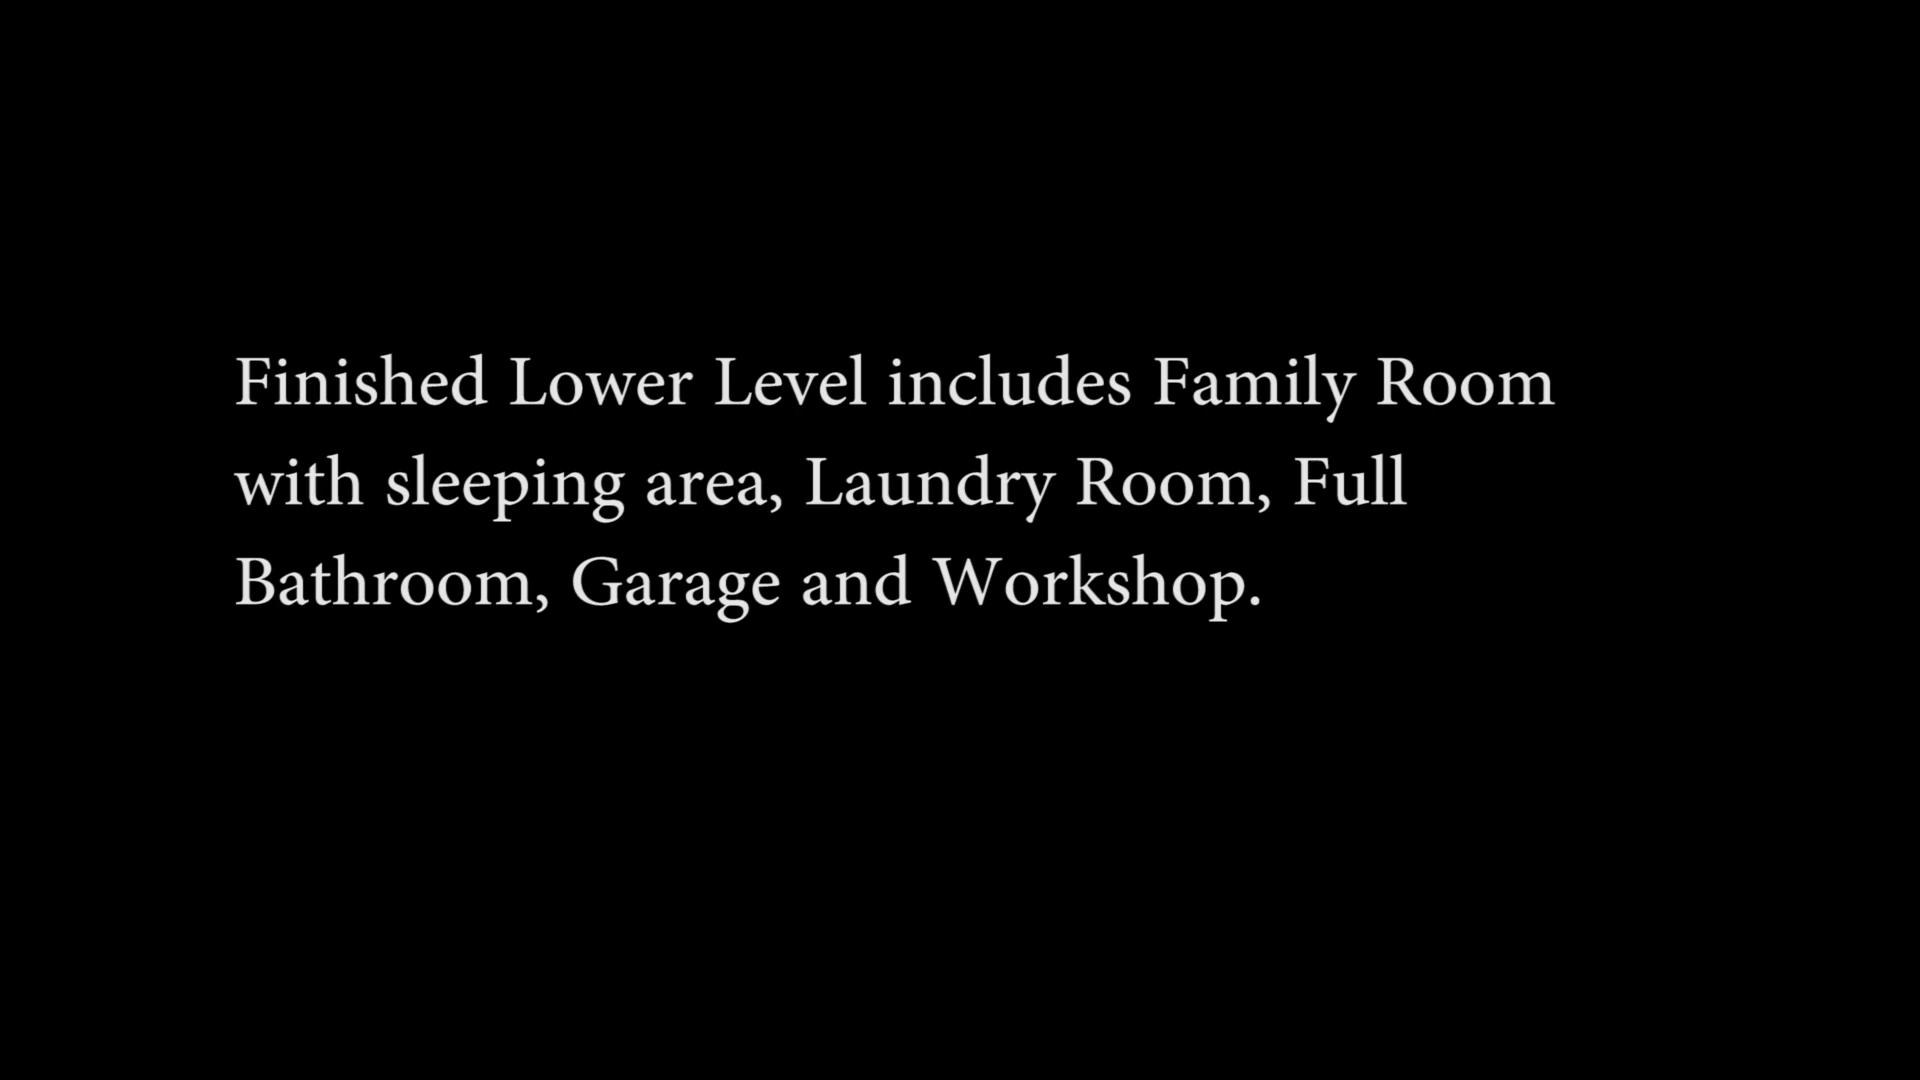 Finished Lower Level includes Family Room
with sleeping area, Laundry Room, Full
Bathroom, Garage and Workshop.